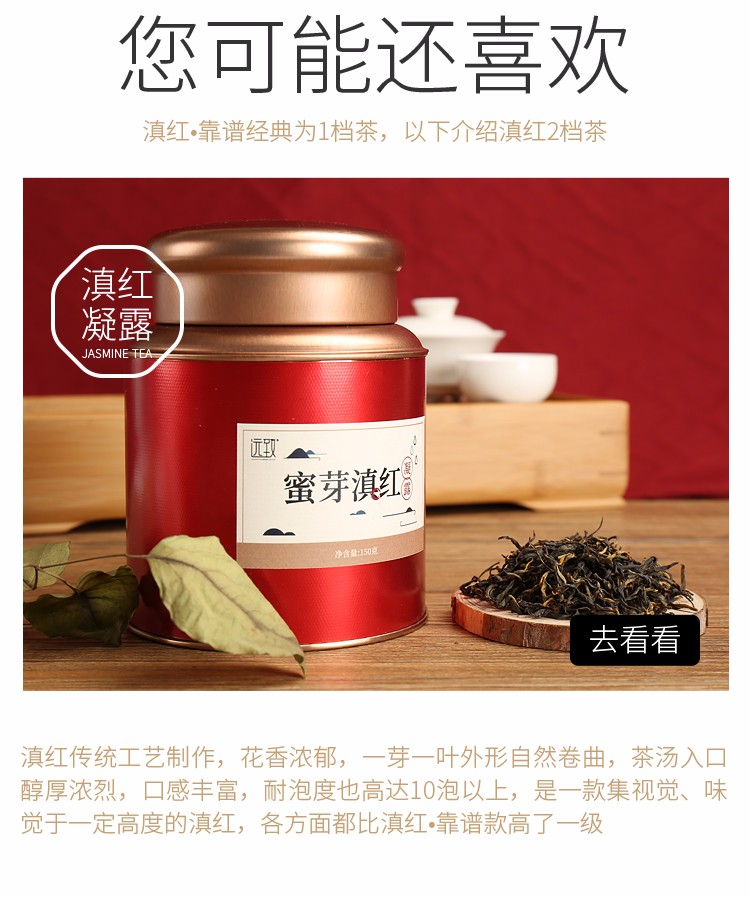 您可能还喜欢
滇红•靠谱经典为1档茶，以下介绍滇红2档茶
滇红
凝露
JASMINE TEA
远致
蜜芽滇红
凝露
净含量:150克
去看看
滇红传统工艺制作，花香浓郁，一芽一叶外形自然卷曲，茶汤入口
醇厚浓烈，口感丰富，耐泡度也高达10泡以上，是一款集视觉、味
觉于一定高度的滇红，各方面都比滇红•靠谱款高了一级